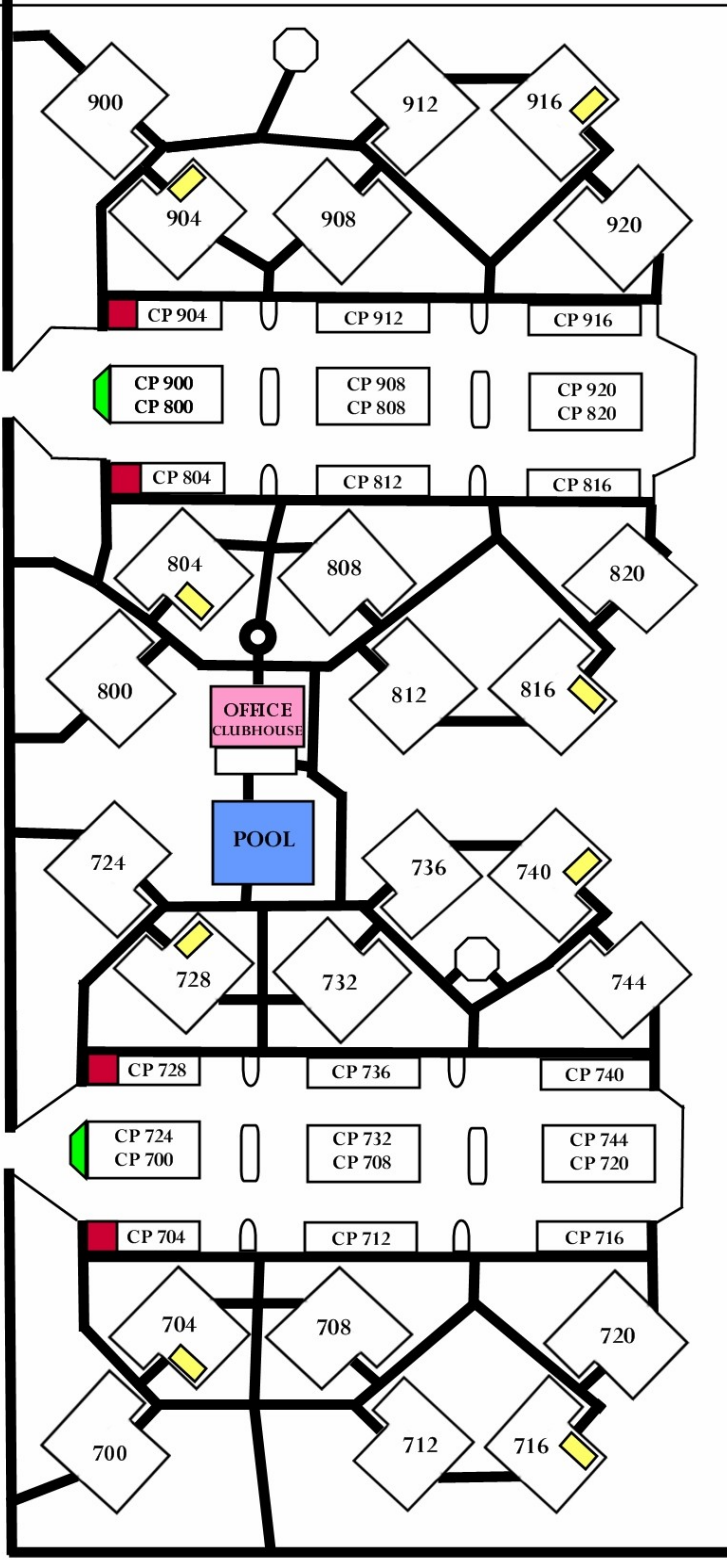 900
912
916
904
908
920
CP 904
CP 912
CP 916
CP 900
CP 800
CP 908
CP 808
CP 920
CP 820
CP 804
CP 812
CP 816
804
808
820
800
812
816
OFFICE
CLUBHOUSE
POOL
724
736
740
728
732
744
CP 728
CP 736
CP 740
CP 724
CP 700
CP 732
CP 708
CP 744
CP 720
CP 704
CP 712
CP 716
704
708
720
700
712
716